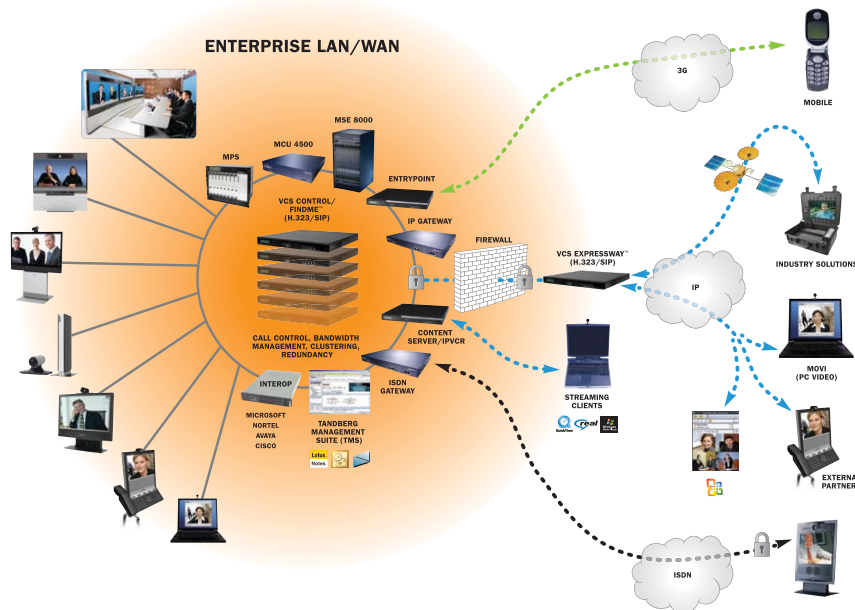 ENTERPRISE LAN/WAN
3G
MOBILE
MSE 8000
MCU 4500
MPS
ENTRYPOINT
VCS CONTROL/
FINDME™
(H.323/SIP)
IP GATEWAY
FIREWALL
VCS EXPRESSWAY™
(H.323/SIP)
INDUSTRY SOLUTIONS
IP
CONTENT
SERVER/IPVCR
CALL CONTROL, BANDWIDTH
MANAGEMENT, CLUSTERING,
REDUNDANCY
MOVI
(PC VIDEO)
ISDN
GATEWAY
INTEROP
STREAMING
CLIENTS
QuickTime
real
MICROSOFT
NORTEL
AVAYA
CISCO
TANDBERG
MANAGEMENT
SUITE (TMS)
Lotus
Notes
EXTERNA
PARTNER
ISDN